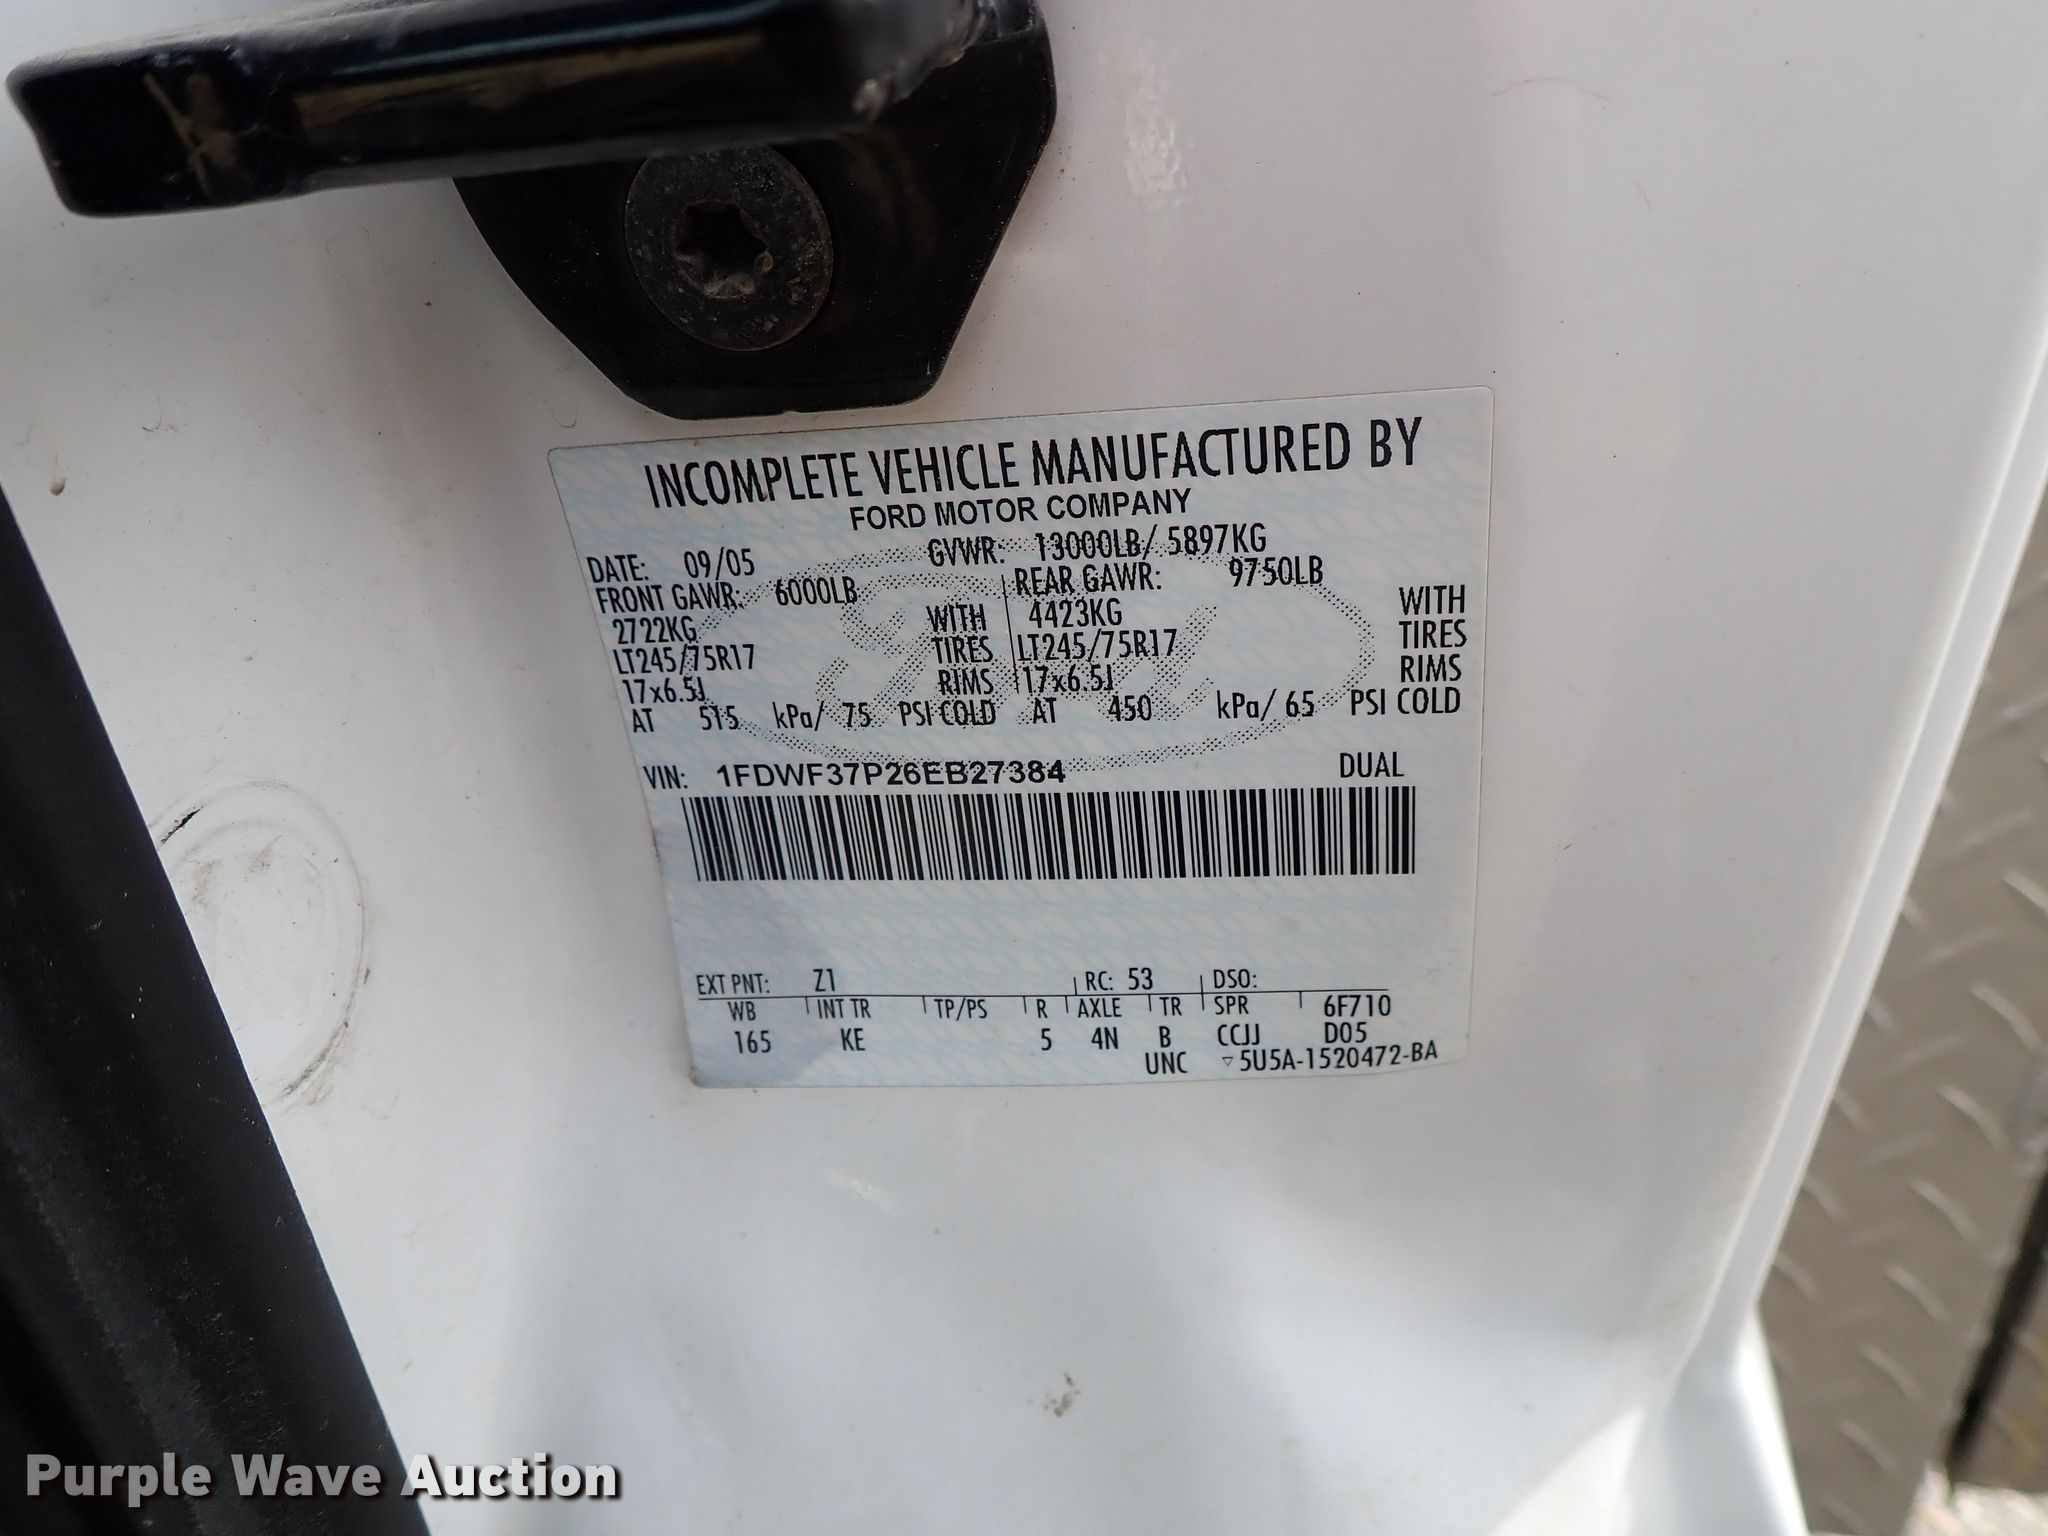 INCOMPLETE VEHICLE MANUFACTURED BY
FORD MOTOR COMPANY
DATE: 09/05 GVWR: 13000LB/ 5897KG
FRONT GAWR: 6000LB REAR GAWR: 9750LB
2722KG WITH 4423KG WITH
LT245/75R17 TIRES LT245/75R17 TIRES
17x6.5J RIMS 17x6.5J RIMS
AT 515 kPa/ 75 PSI COLD AT 450 kPa/ 65 PSI COLD
VIN: 1FDWF37P26EB27384 DUAL
EXT PNT: Z1 RC: 53 DSO:
WB INT TR TP/PS R AXLE TR SPR 6F710
165 KE 5 4N B CCJJ D05
UNC ▽5U5A-1520472-BA
Purple Wave Auction